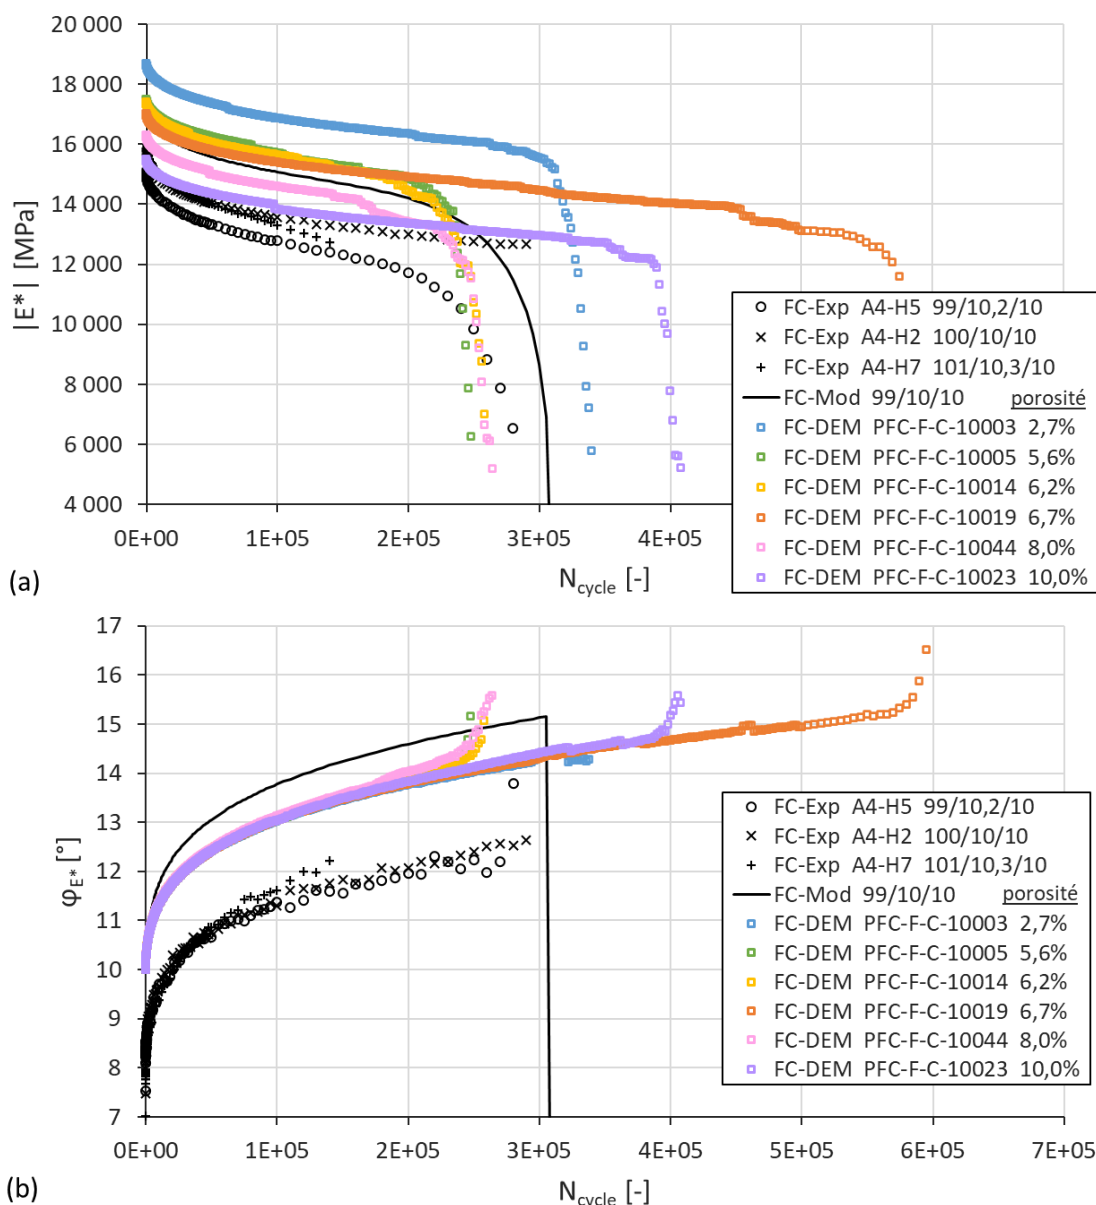 20 000
18 000
16 000
14 000
12 000
10 000
8 000
6 000
4 000
|E*| [MPa]
0E+00 1E+05 2E+05 3E+05 4E+05
N_cycle [-]
FC-Exp A4-H5 99/10,2/10
FC-Exp A4-H2 100/10/10
FC-Exp A4-H7 101/10,3/10
FC-Mod 99/10/10 porosité
FC-DEM PFC-F-C-10003 2,7%
FC-DEM PFC-F-C-10005 5,6%
FC-DEM PFC-F-C-10014 6,2%
FC-DEM PFC-F-C-10019 6,7%
FC-DEM PFC-F-C-10044 8,0%
FC-DEM PFC-F-C-10023 10,0%
(a)
17
16
15
14
13
12
11
10
9
8
7
φE* [°]
FC-Exp A4-H5 99/10,2/10
FC-Exp A4-H2 100/10/10
FC-Exp A4-H7 101/10,3/10
FC-Mod 99/10/10 porosité
FC-DEM PFC-F-C-10003 2,7%
FC-DEM PFC-F-C-10005 5,6%
FC-DEM PFC-F-C-10014 6,2%
FC-DEM PFC-F-C-10019 6,7%
FC-DEM PFC-F-C-10044 8,0%
FC-DEM PFC-F-C-10023 10,0%
0E+00 1E+05 2E+05 3E+05 4E+05 5E+05 6E+05 7E+05
N_cycle [-]
(b)